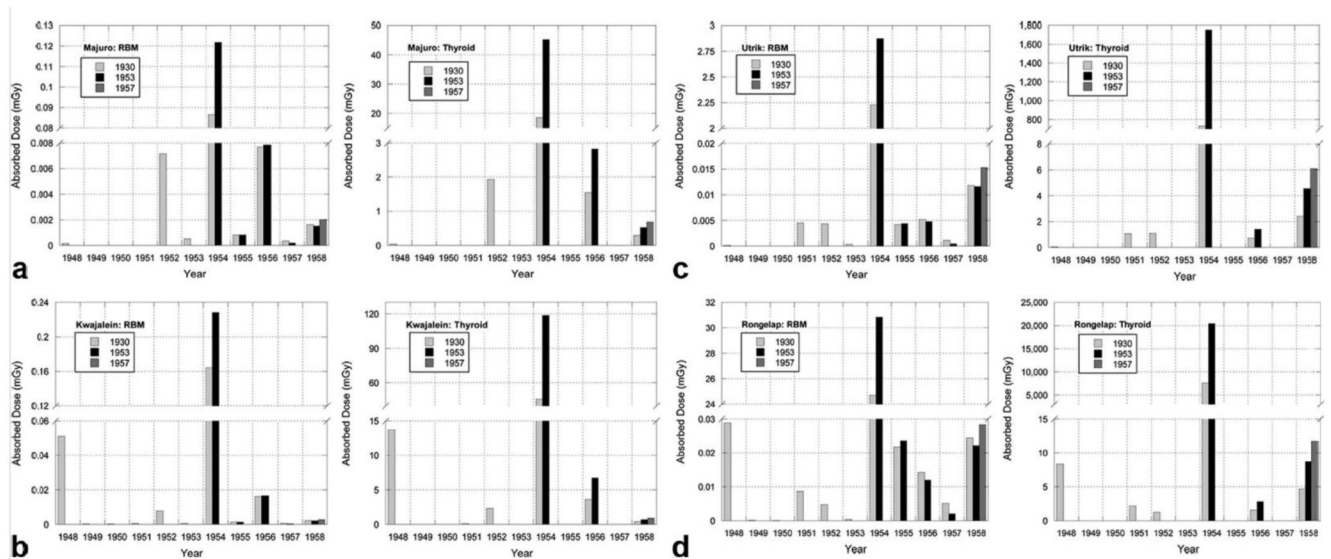 a
Absorbed Dose (mGy)
0.13
0.12
0.11
0.1
0.09
0.08
0.008
0.006
0.004
0.002
0
Majuro: RBM
1930
1953
1957
1948 1949 1950 1951 1952 1953 1954 1955 1956 1957 1958
Year
Absorbed Dose (mGy)
50
40
30
20
3
2
1
0
Majuro: Thyroid
1930
1953
1957
1948 1949 1950 1951 1952 1953 1954 1955 1956 1957 1958
Year
c
Absorbed Dose (mGy)
3
2.75
2.5
2.25
2
0.02
0.015
0.01
0.005
0
Utrik: RBM
1930
1953
1957
1948 1949 1950 1951 1952 1953 1954 1955 1956 1957 1958
Year
Absorbed Dose (mGy)
1,800
1,600
1,400
1,200
1,000
800
8
6
4
2
0
Utrik: Thyroid
1930
1953
1957
1948 1949 1950 1951 1952 1953 1954 1955 1956 1957 1958
Year
b
Absorbed Dose (mGy)
0.24
0.2
0.16
0.12
0.06
0.04
0.02
0
Kwajalein: RBM
1930
1953
1957
1948 1949 1950 1951 1952 1953 1954 1955 1956 1957 1958
Year
Absorbed Dose (mGy)
120
90
60
15
10
5
0
Kwajalein: Thyroid
1930
1953
1957
1948 1949 1950 1951 1952 1953 1954 1955 1956 1957 1958
Year
d
Absorbed Dose (mGy)
32
30
28
26
24
0.03
0.02
0.01
0
Rongelap: RBM
1930
1953
1957
1948 1949 1950 1951 1952 1953 1954 1955 1956 1957 1958
Year
Absorbed Dose (mGy)
25,000
20,000
15,000
10,000
5,000
15
10
5
0
Rongelap: Thyroid
1930
1953
1957
1948 1949 1950 1951 1952 1953 1954 1955 1956 1957 1958
Year